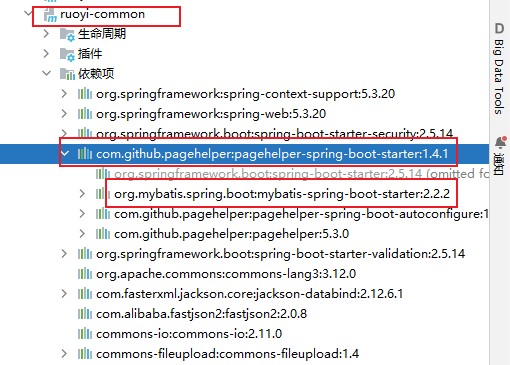 ruoyi-common
生命周期
插件
依赖项
org.springframework:spring-context-support:5.3.20
org.springframework:spring-web:5.3.20
org.springframework.boot:spring-boot-starter-security:2.5.14
com.github.pagehelper:pagehelper-spring-boot-starter:1.4.1
org.springframework.boot:spring-boot-starter:2.5.14 (omitted fo
org.mybatis.spring.boot:mybatis-spring-boot-starter:2.2.2
com.github.pagehelper:pagehelper-spring-boot-autoconfigure:1
com.github.pagehelper:pagehelper:5.3.0
org.springframework.boot:spring-boot-starter-validation:2.5.14
org.apache.commons:commons-lang3:3.12.0
com.fasterxml.jackson.core:jackson-databind:2.12.6.1
com.alibaba.fastjson2:fastjson2:2.0.8
commons-io:commons-io:2.11.0
commons-fileupload:commons-fileupload:1.4
D
Big Data Tools
通知